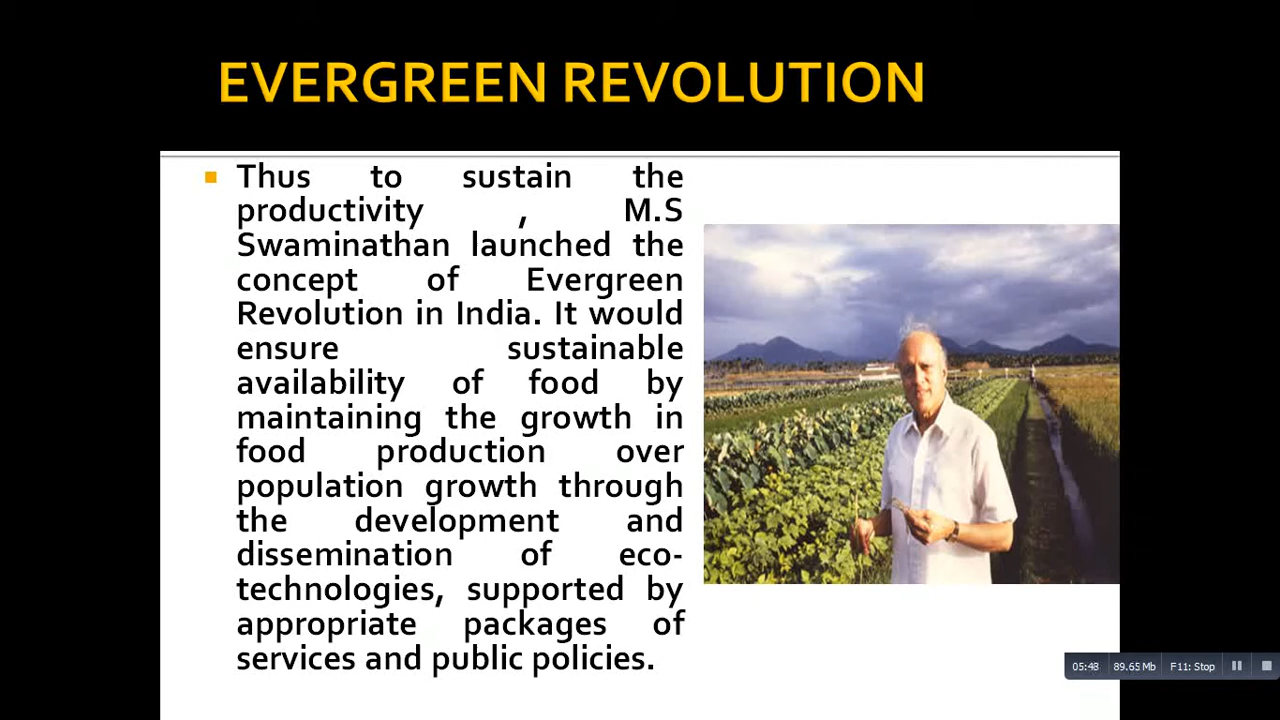 EVERGREEN REVOLUTION
Thus to sustain the
productivity , M.S
Swaminathan launched the
concept of Evergreen
Revolution in India. It would
ensure sustainable
availability of food by
maintaining the growth in
food production over
population growth through
the development and
dissemination of eco-
technologies, supported by
appropriate packages of
services and public policies.
05:48 89.65 Mb F11: Stop